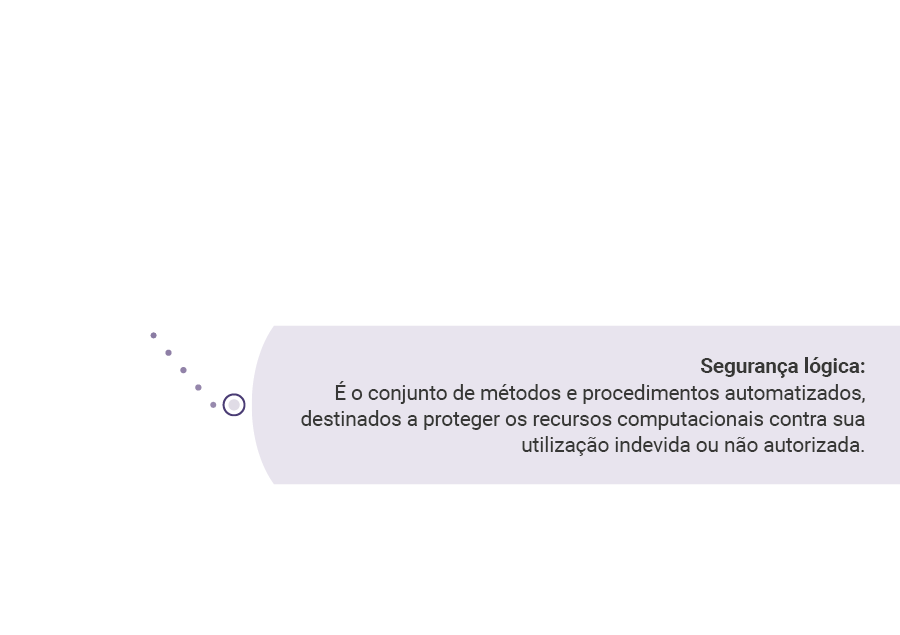 Segurança lógica:
É o conjunto de métodos e procedimentos automatizados,
destinados a proteger os recursos computacionais contra sua
utilização indevida ou não autorizada.